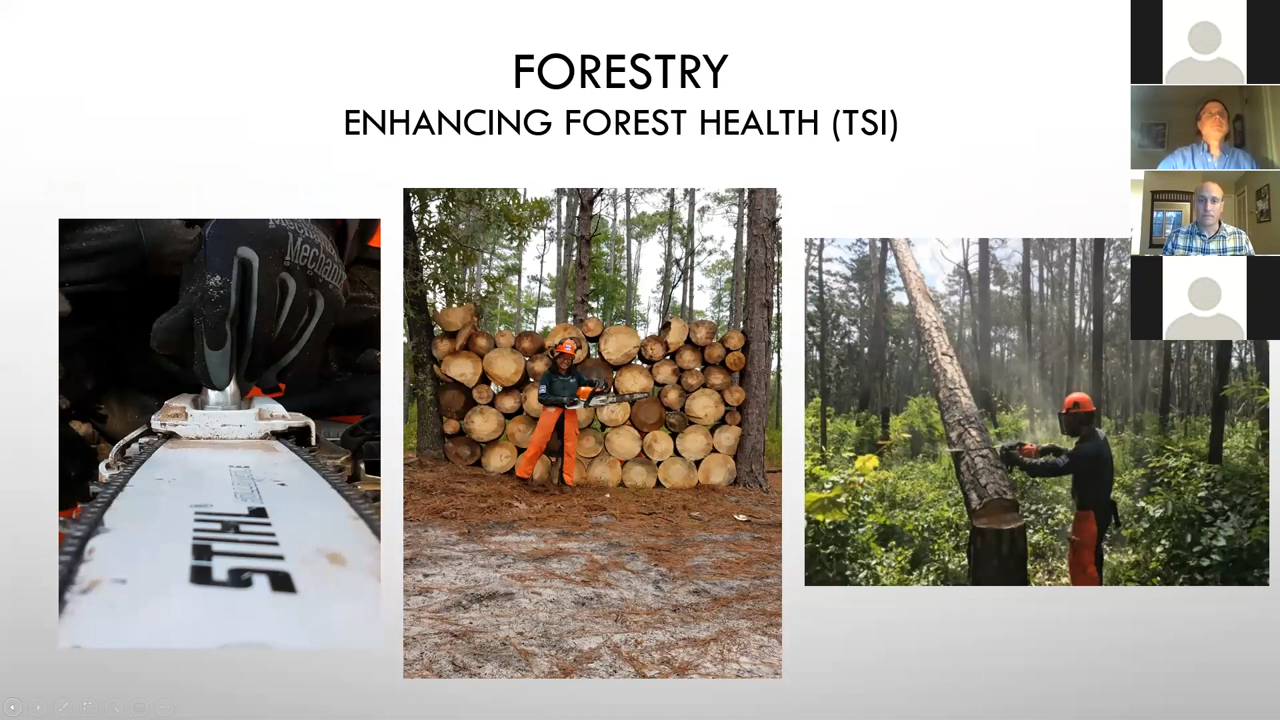 FORESTRY
ENHANCING FOREST HEALTH (TSI)
Mechanix
STIHL